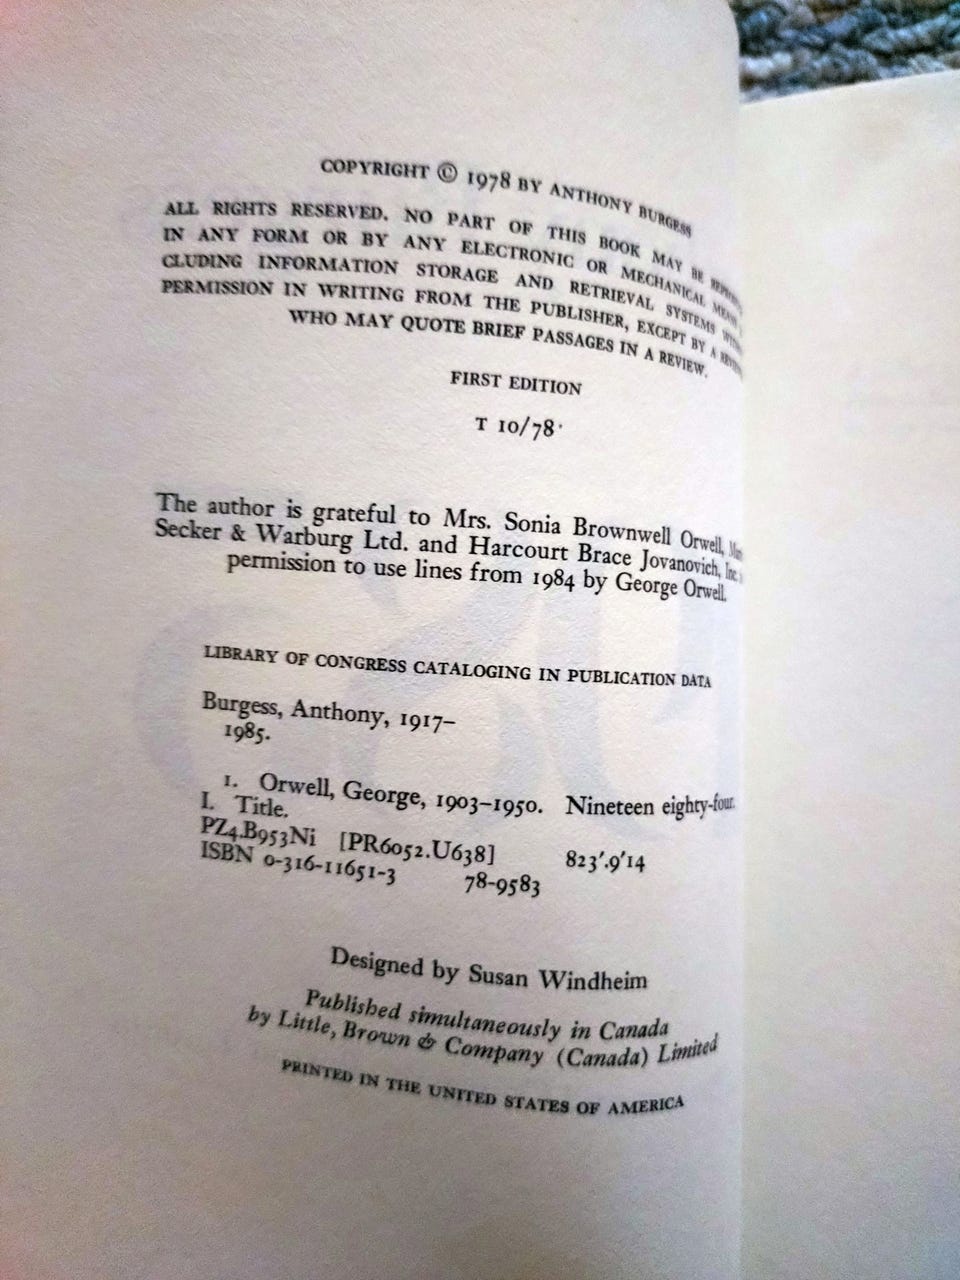 COPYRIGHT © 1978 BY ANTHONY BURGESS
ALL RIGHTS RESERVED. NO PART OF THIS BOOK MAY BE
IN ANY FORM OR BY ANY ELECTRONIC OR MECHANICAL MEANS
CLUDING INFORMATION STORAGE AND RETRIEVAL SYSTEMS
PERMISSION IN WRITING FROM THE PUBLISHER, EXCEPT BY A
WHO MAY QUOTE BRIEF PASSAGES IN A REVIEW.
FIRST EDITION
T 10/78
The author is grateful to Mrs. Sonia Brownwell Orwell,
Secker & Warburg Ltd. and Harcourt Brace Jovanovich, Inc.
permission to use lines from 1984 by George Orwell.
LIBRARY OF CONGRESS CATALOGING IN PUBLICATION DATA
Burgess, Anthony, 1917–
1985.
1. Orwell, George, 1903–1950. Nineteen eighty-four.
I. Title.
PZ4.B953Ni [PR6052.U638] 823'.9'14
ISBN 0-316-11651-3 78-9583
Designed by Susan Windheim
Published simultaneously in Canada
by Little, Brown & Company (Canada) Limited
PRINTED IN THE UNITED STATES OF AMERICA